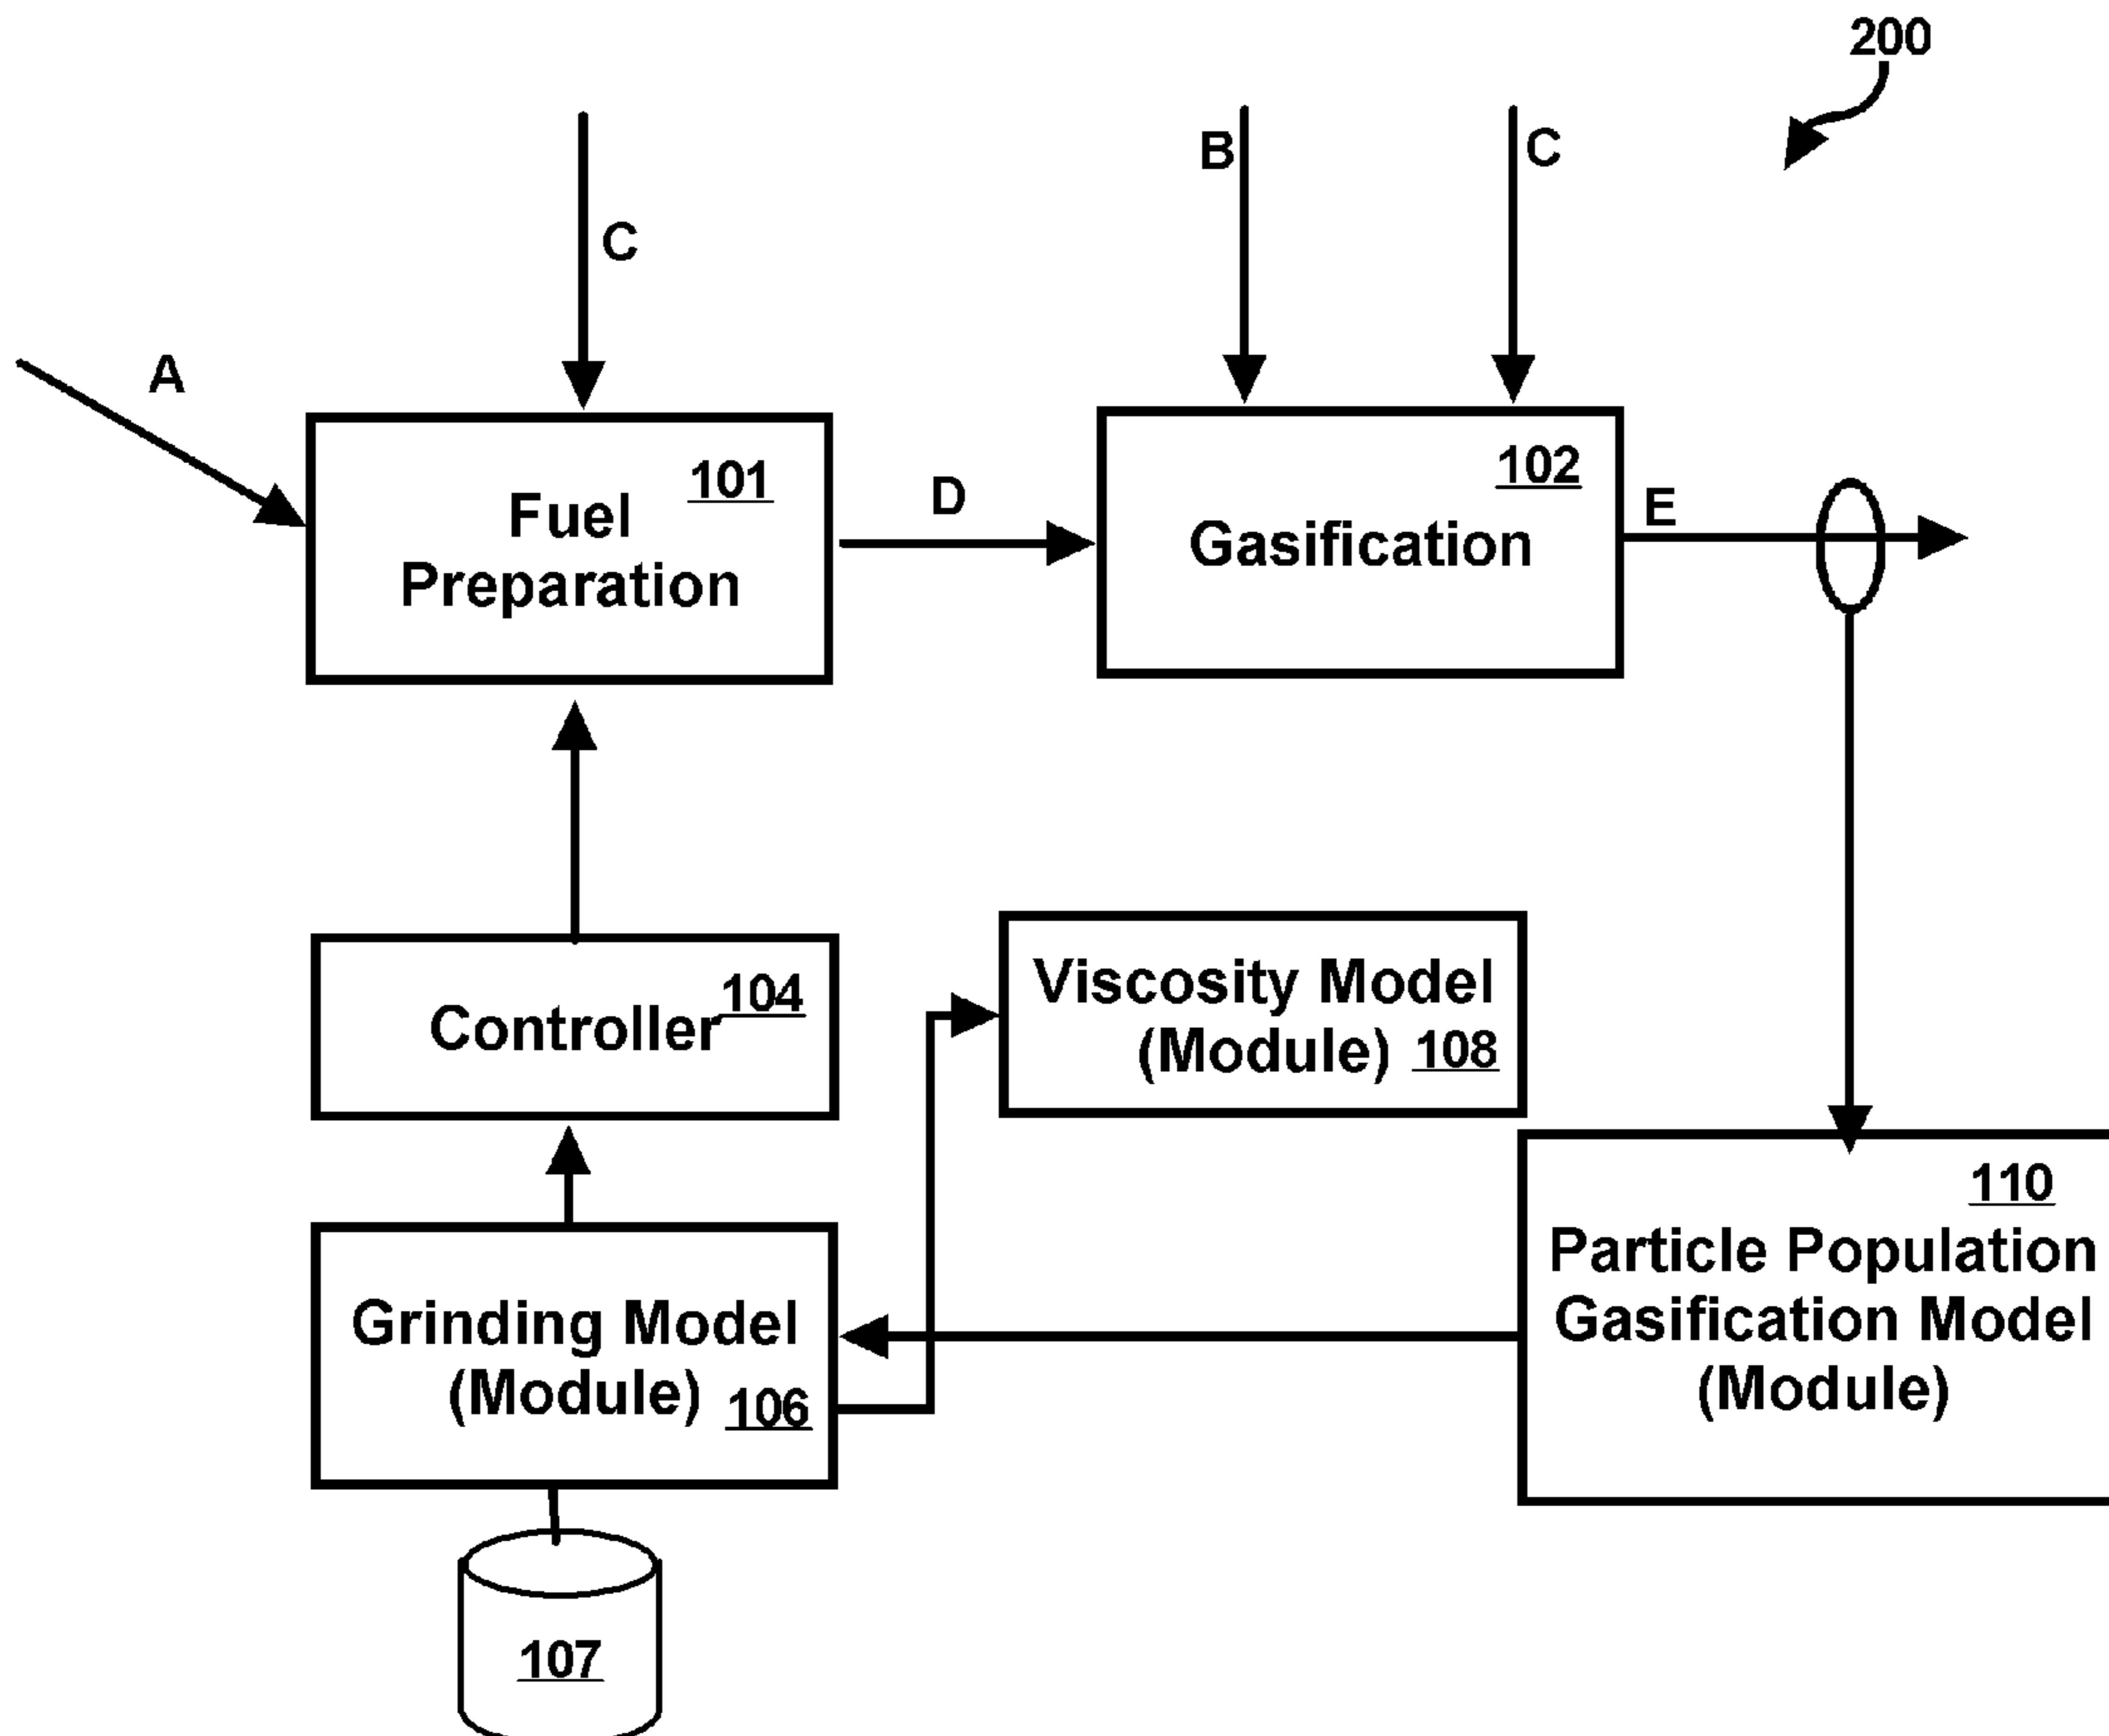 200
B
C
C
A
101
Fuel
Preparation
D
102
Gasification
E
104
Controller
Viscosity Model
(Module) 108
110
Particle Population
Gasification Model
(Module)
Grinding Model
(Module) 106
107